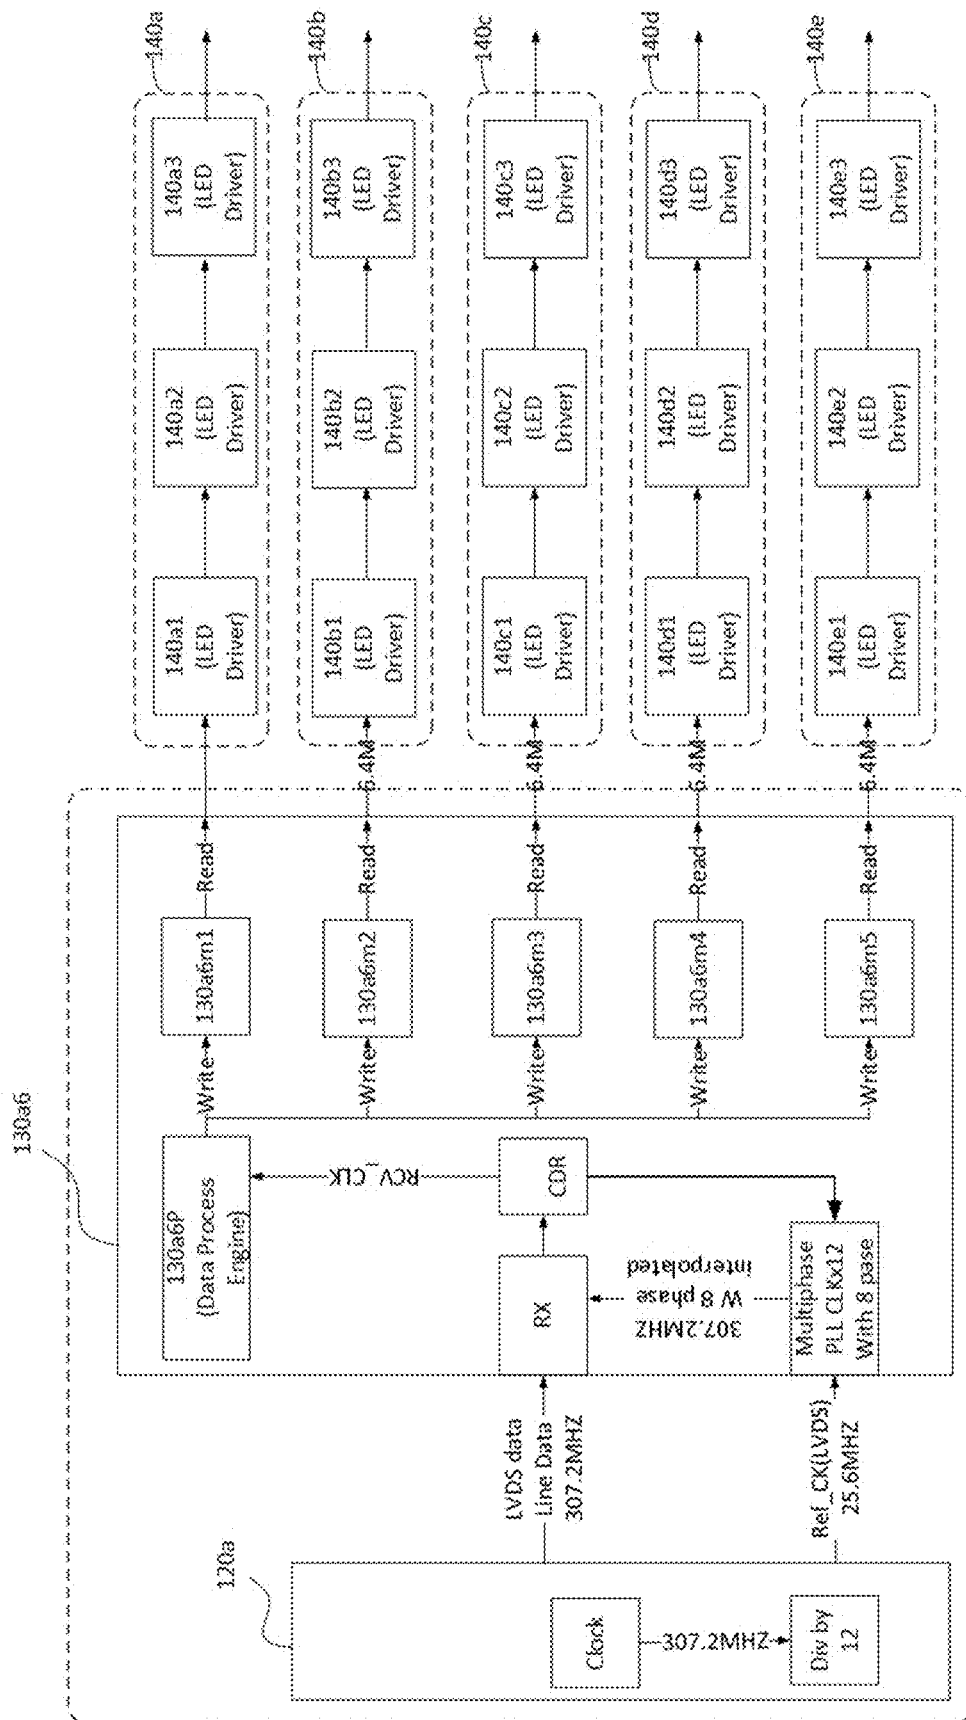 120a
Clock
307.2MHZ
Div by
12
LVDS data
Line Data
307.2MHZ
Ref_CK(LVDS)
25.6MHZ
130a6
130a6P
(Data Process
Engine)
RX
CDR
RCV_CLK
307.2MHZ
W 8 phase
interpolated
Multiphase
PLL CLKx12
With 8 pase
Write
130a6m1
Read
Write
130a6m2
Read
6.4M
Write
130a6m3
Read
6.4M
Write
130a6m4
Read
6.4M
Write
130a6m5
Read
6.4M
140a
140a1
(LED
Driver)
140a2
(LED
Driver)
140a3
(LED
Driver)
140b
140b1
(LED
Driver)
140b2
(LED
Driver)
140b3
(LED
Driver)
140c
140c1
(LED
Driver)
140c2
(LED
Driver)
140c3
(LED
Driver)
140d
140d1
(LED
Driver)
140d2
(LED
Driver)
140d3
(LED
Driver)
140e
140e1
(LED
Driver)
140e2
(LED
Driver)
140e3
(LED
Driver)